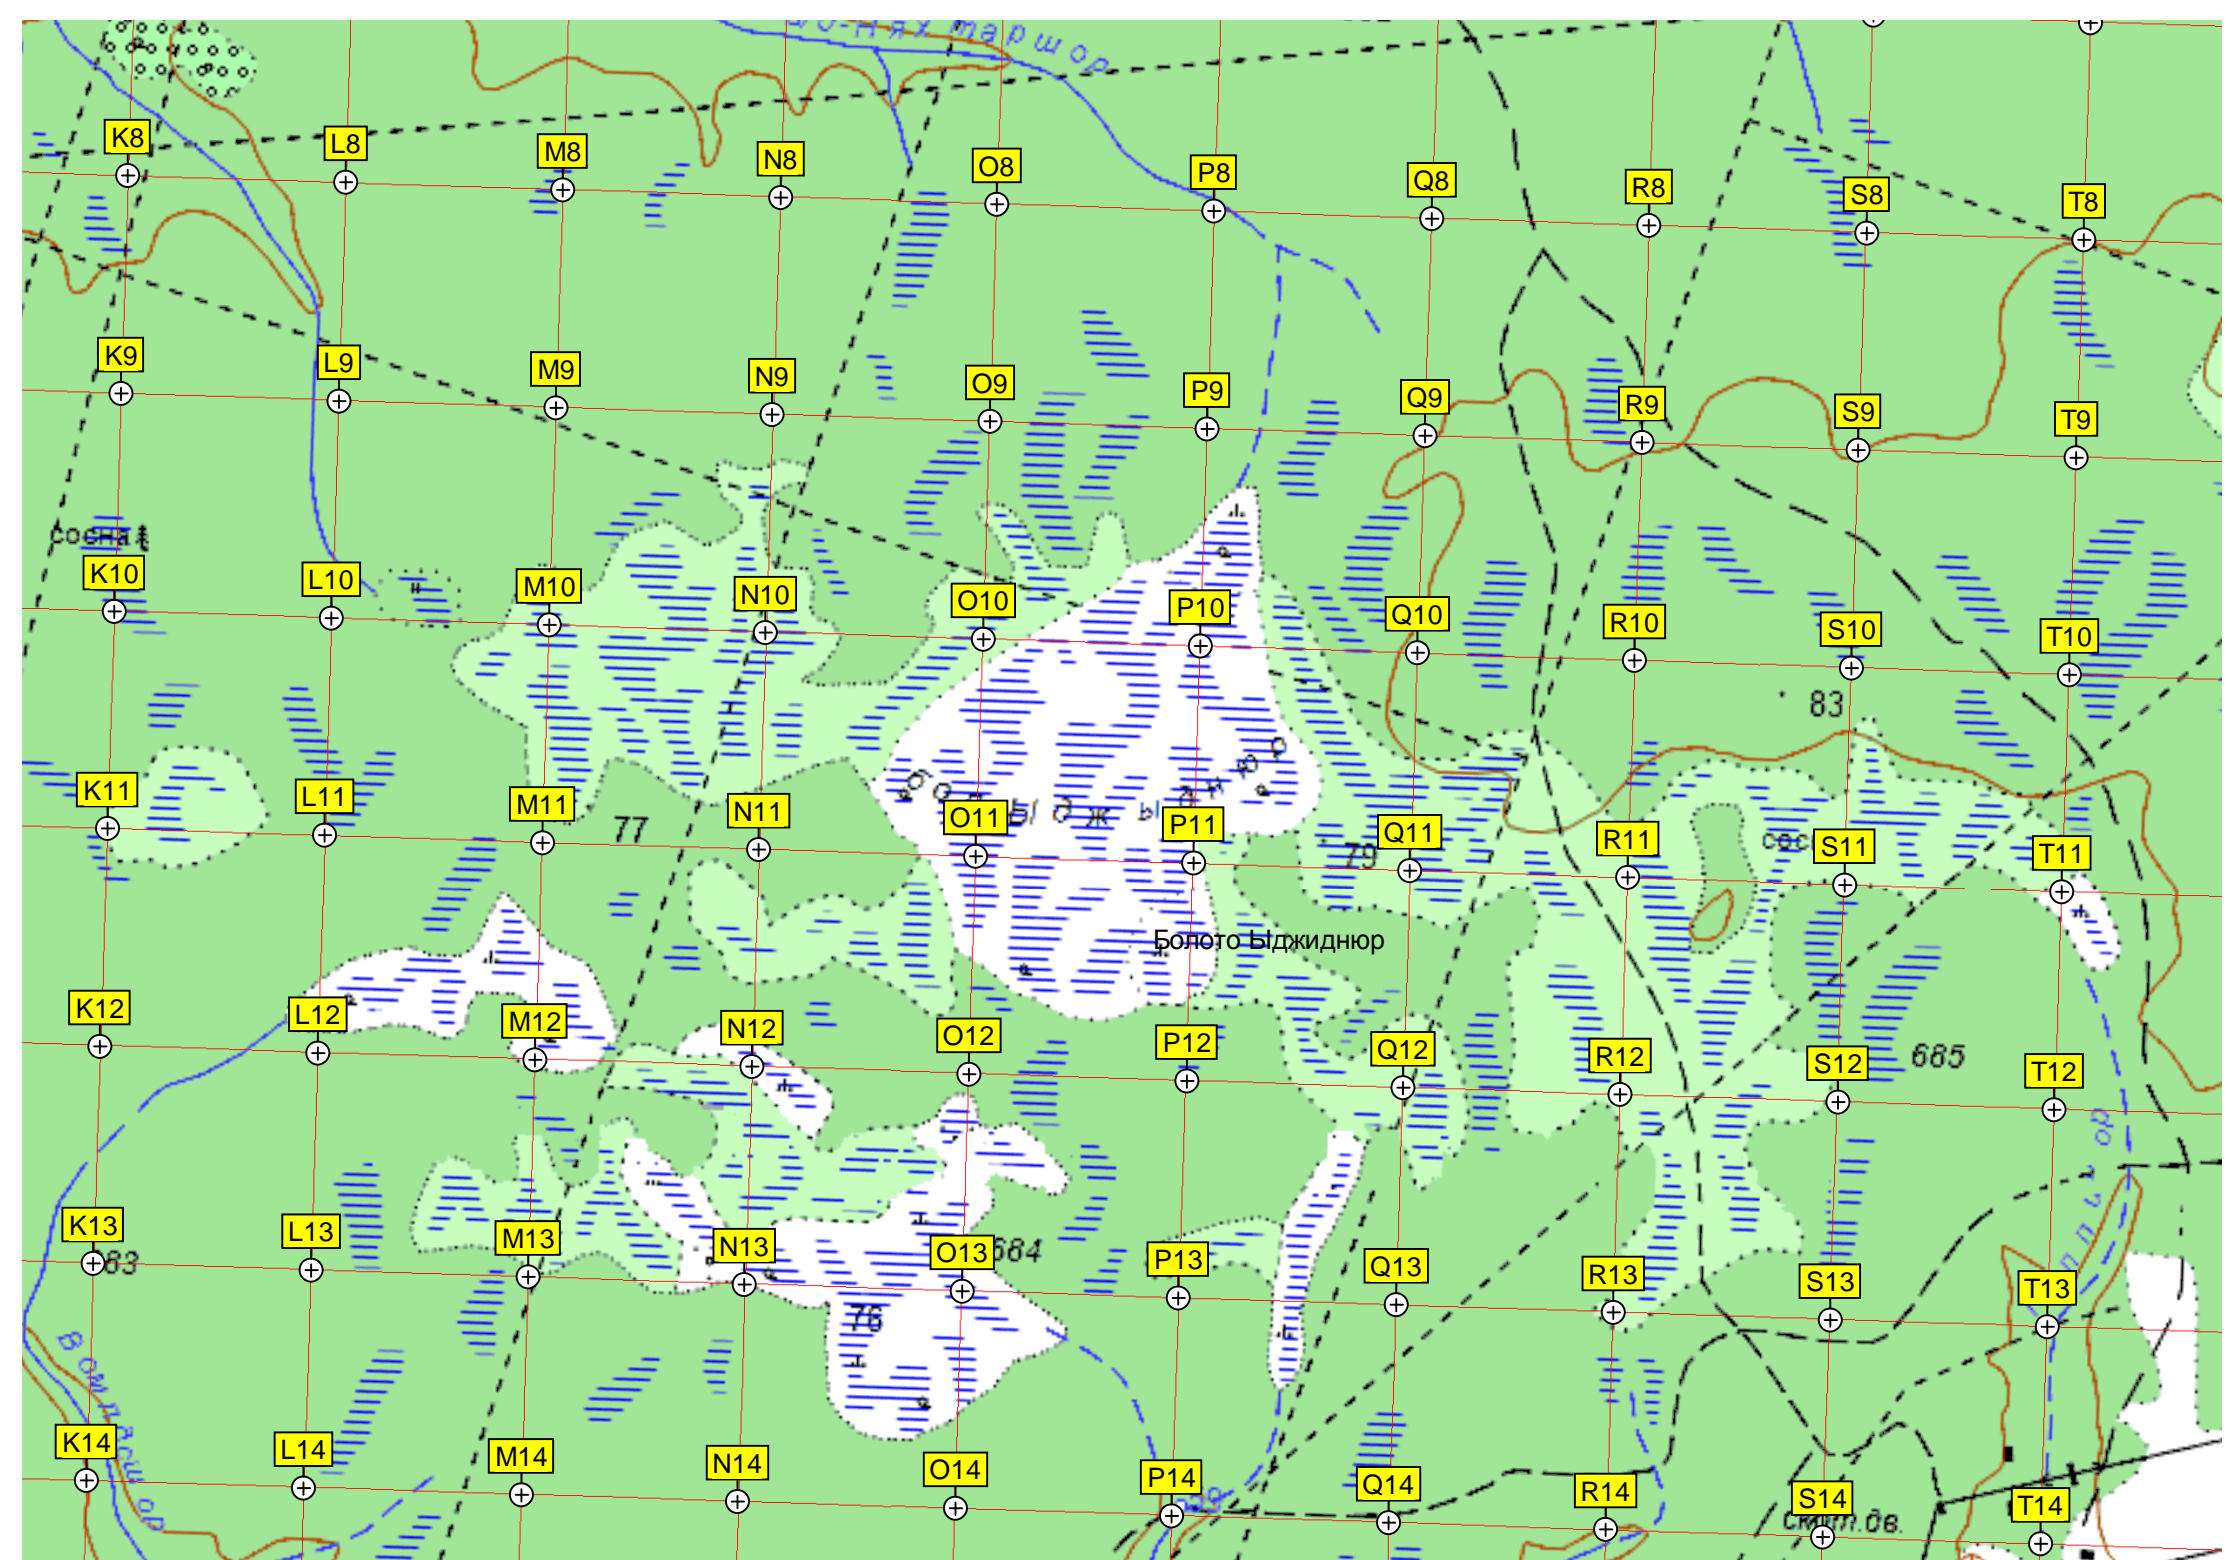 K8 L8 M8 N8 O8 P8 Q8 R8 S8 T8
K9 L9 M9 N9 O9 P9 Q9 R9 S9 T9
сосна
K10 L10 M10 N10 O10 P10 Q10 R10 S10 T10
83
бол. Ыджыднюр
K11 L11 M11 N11 O11 P11 Q11 R11 S11 T11
77
79
Болото Ыджиднюр
K12 L12 M12 N12 O12 P12 Q12 R12 S12 T12
685
K13 L13 M13 N13 O13 P13 Q13 R13 S13 T13
684
76
K14 L14 M14 N14 O14 P14 Q14 R14 S14 T14